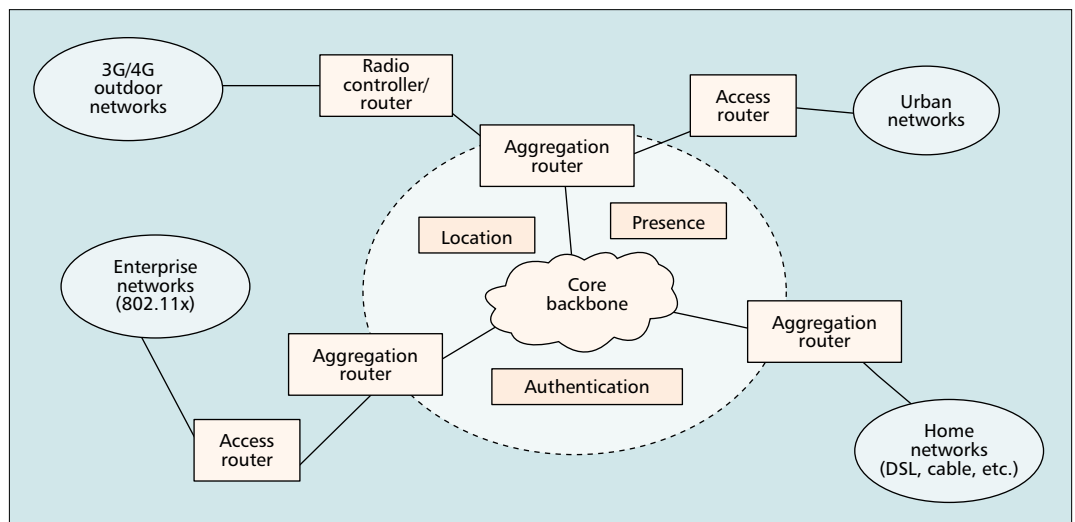 3G/4G
outdoor
networks
Radio
controller/
router
Access
router
Urban
networks
Aggregation
router
Location
Presence
Enterprise
networks
(802.11x)
Core
backbone
Aggregation
router
Aggregation
router
Authentication
Access
router
Home
networks
(DSL, cable, etc.)